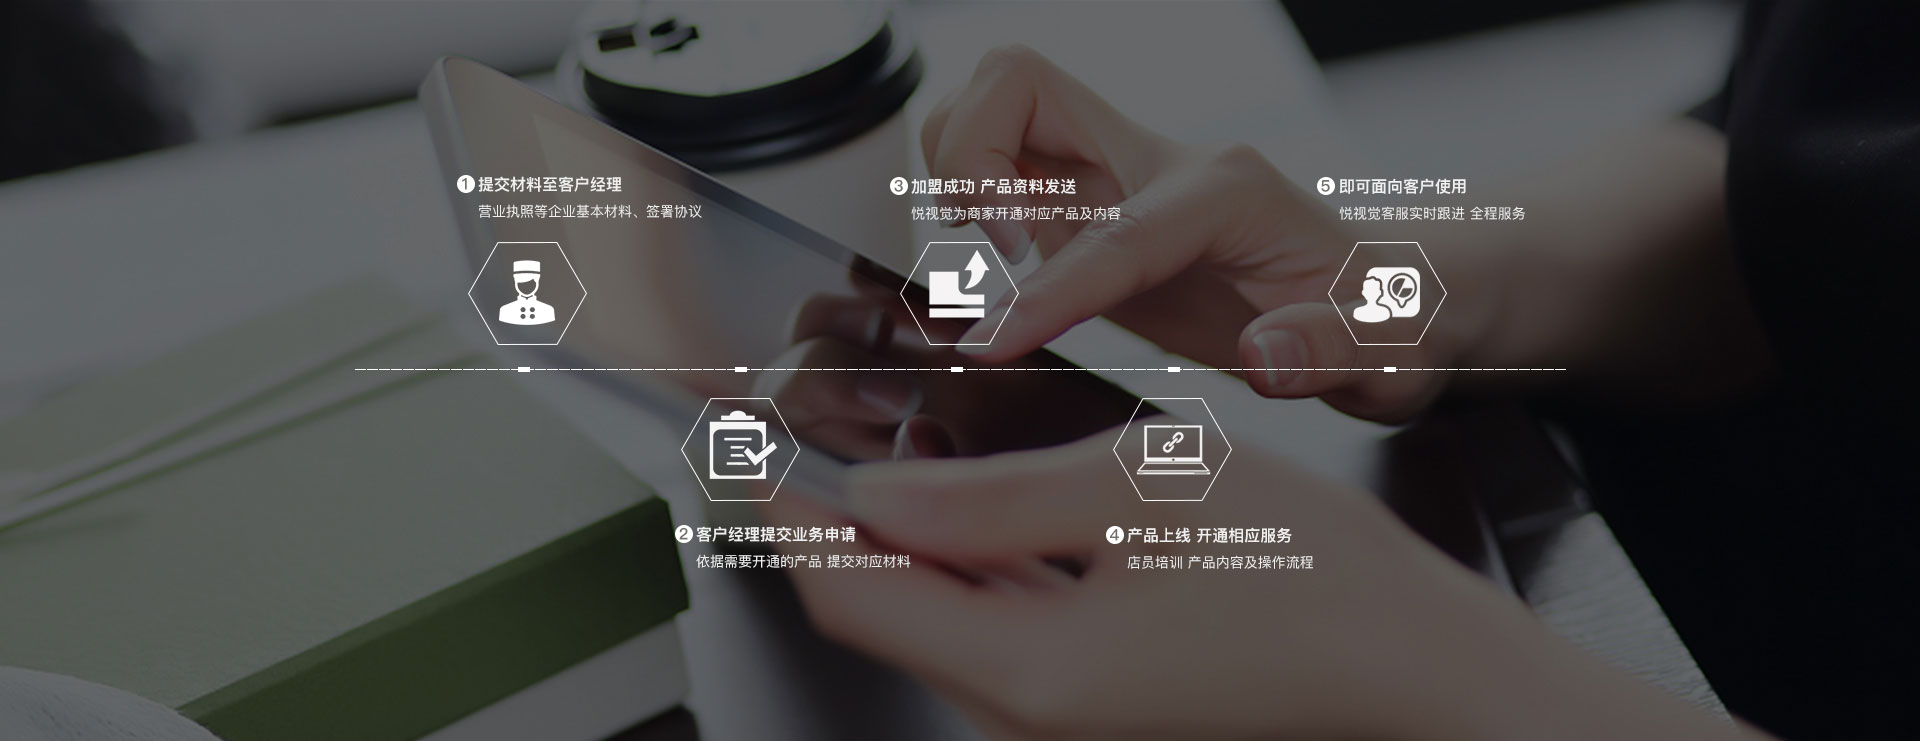 ① 提交材料至客户经理
营业执照等企业基本材料、签署协议
② 客户经理提交业务申请
依据需要开通的产品 提交对应材料
③ 加盟成功 产品资料发送
悦视觉为商家开通对应产品及内容
④ 产品上线 开通相应服务
店员培训 产品内容及操作流程
⑤ 即可面向客户使用
悦视觉客服实时跟进 全程服务